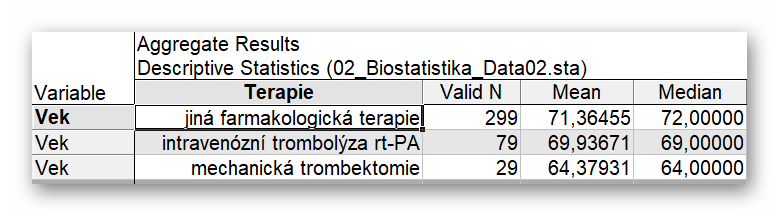 Aggregate Results
Descriptive Statistics (02_Biostatistika_Data02.sta)
Variable Terapie Valid N Mean Median
Vek jiná farmakologická terapie 299 71,36455 72,00000
Vek intravenózní trombolýza rt-PA 79 69,93671 69,00000
Vek mechanická trombektomie 29 64,37931 64,00000